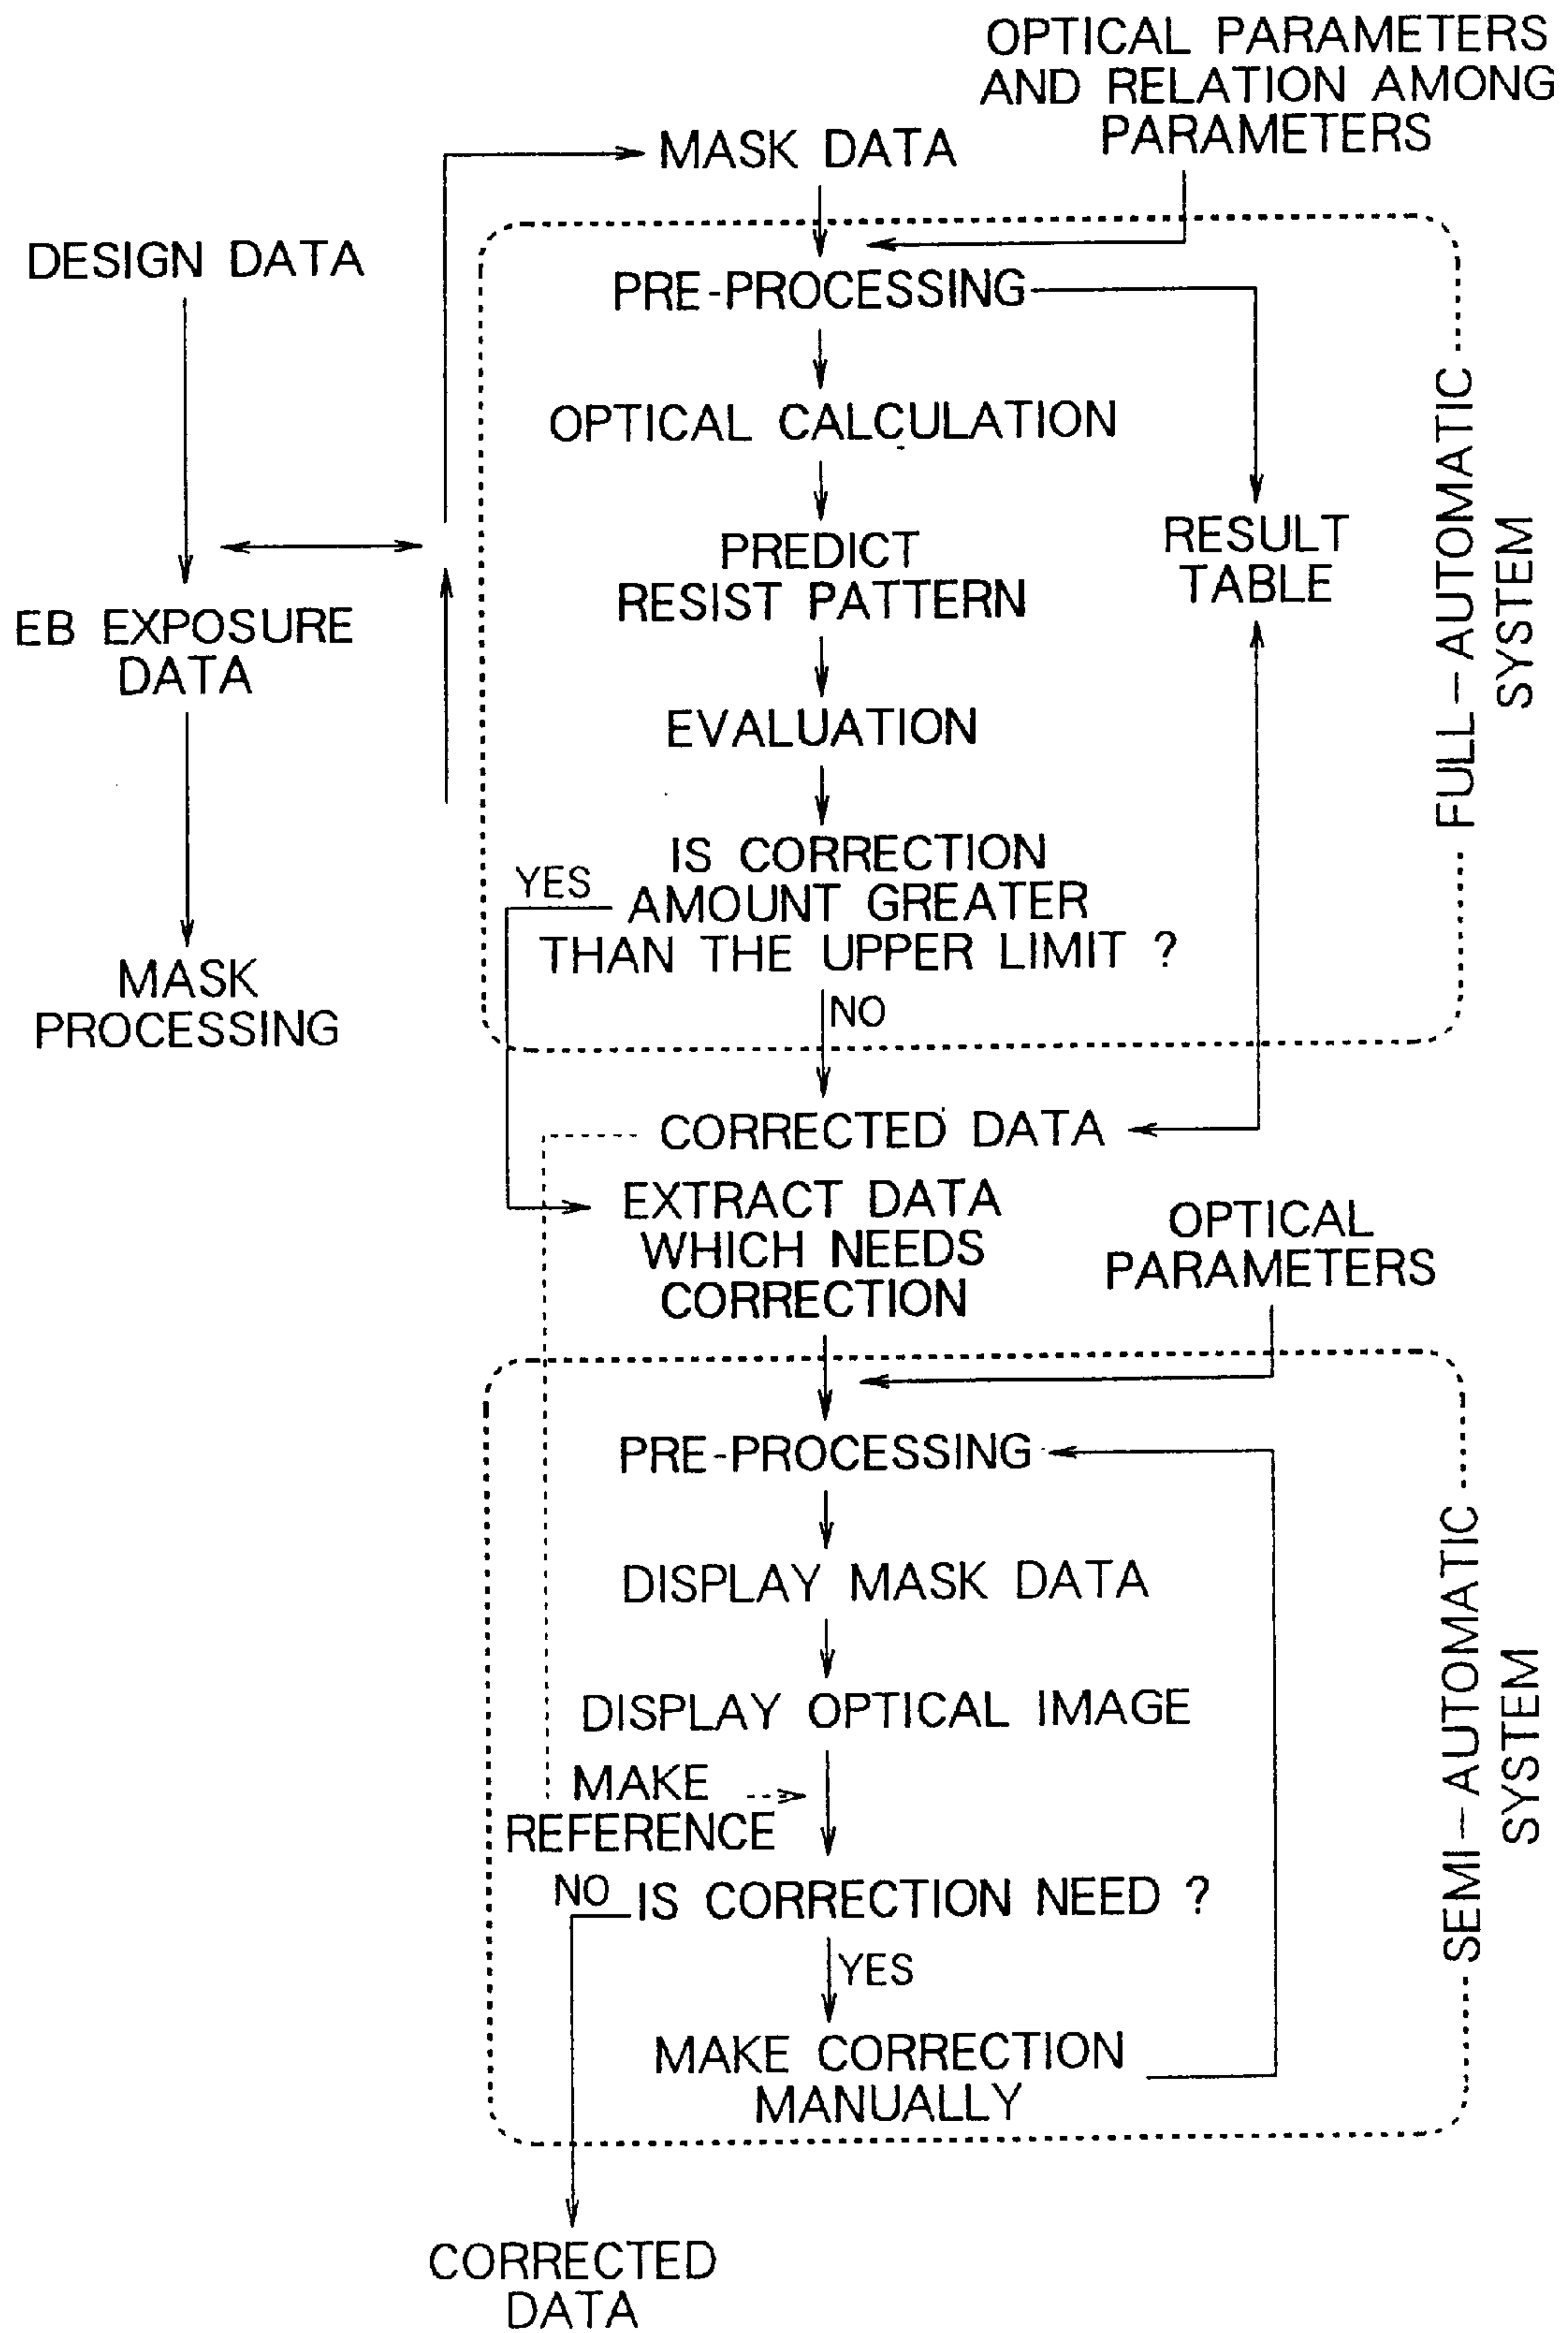 OPTICAL PARAMETERS
AND RELATION AMONG
PARAMETERS
MASK DATA
DESIGN DATA
PRE-PROCESSING
OPTICAL CALCULATION
PREDICT
RESIST PATTERN
RESULT
TABLE
EB EXPOSURE
DATA
EVALUATION
IS CORRECTION
YES
AMOUNT GREATER
THAN THE UPPER LIMIT ?
NO
MASK
PROCESSING
FULL-AUTOMATIC
SYSTEM
CORRECTED DATA
EXTRACT DATA
WHICH NEEDS
CORRECTION
OPTICAL
PARAMETERS
PRE-PROCESSING
DISPLAY MASK DATA
DISPLAY OPTICAL IMAGE
MAKE
REFERENCE
NO
IS CORRECTION NEED ?
YES
MAKE CORRECTION
MANUALLY
SEMI-AUTOMATIC
SYSTEM
CORRECTED
DATA